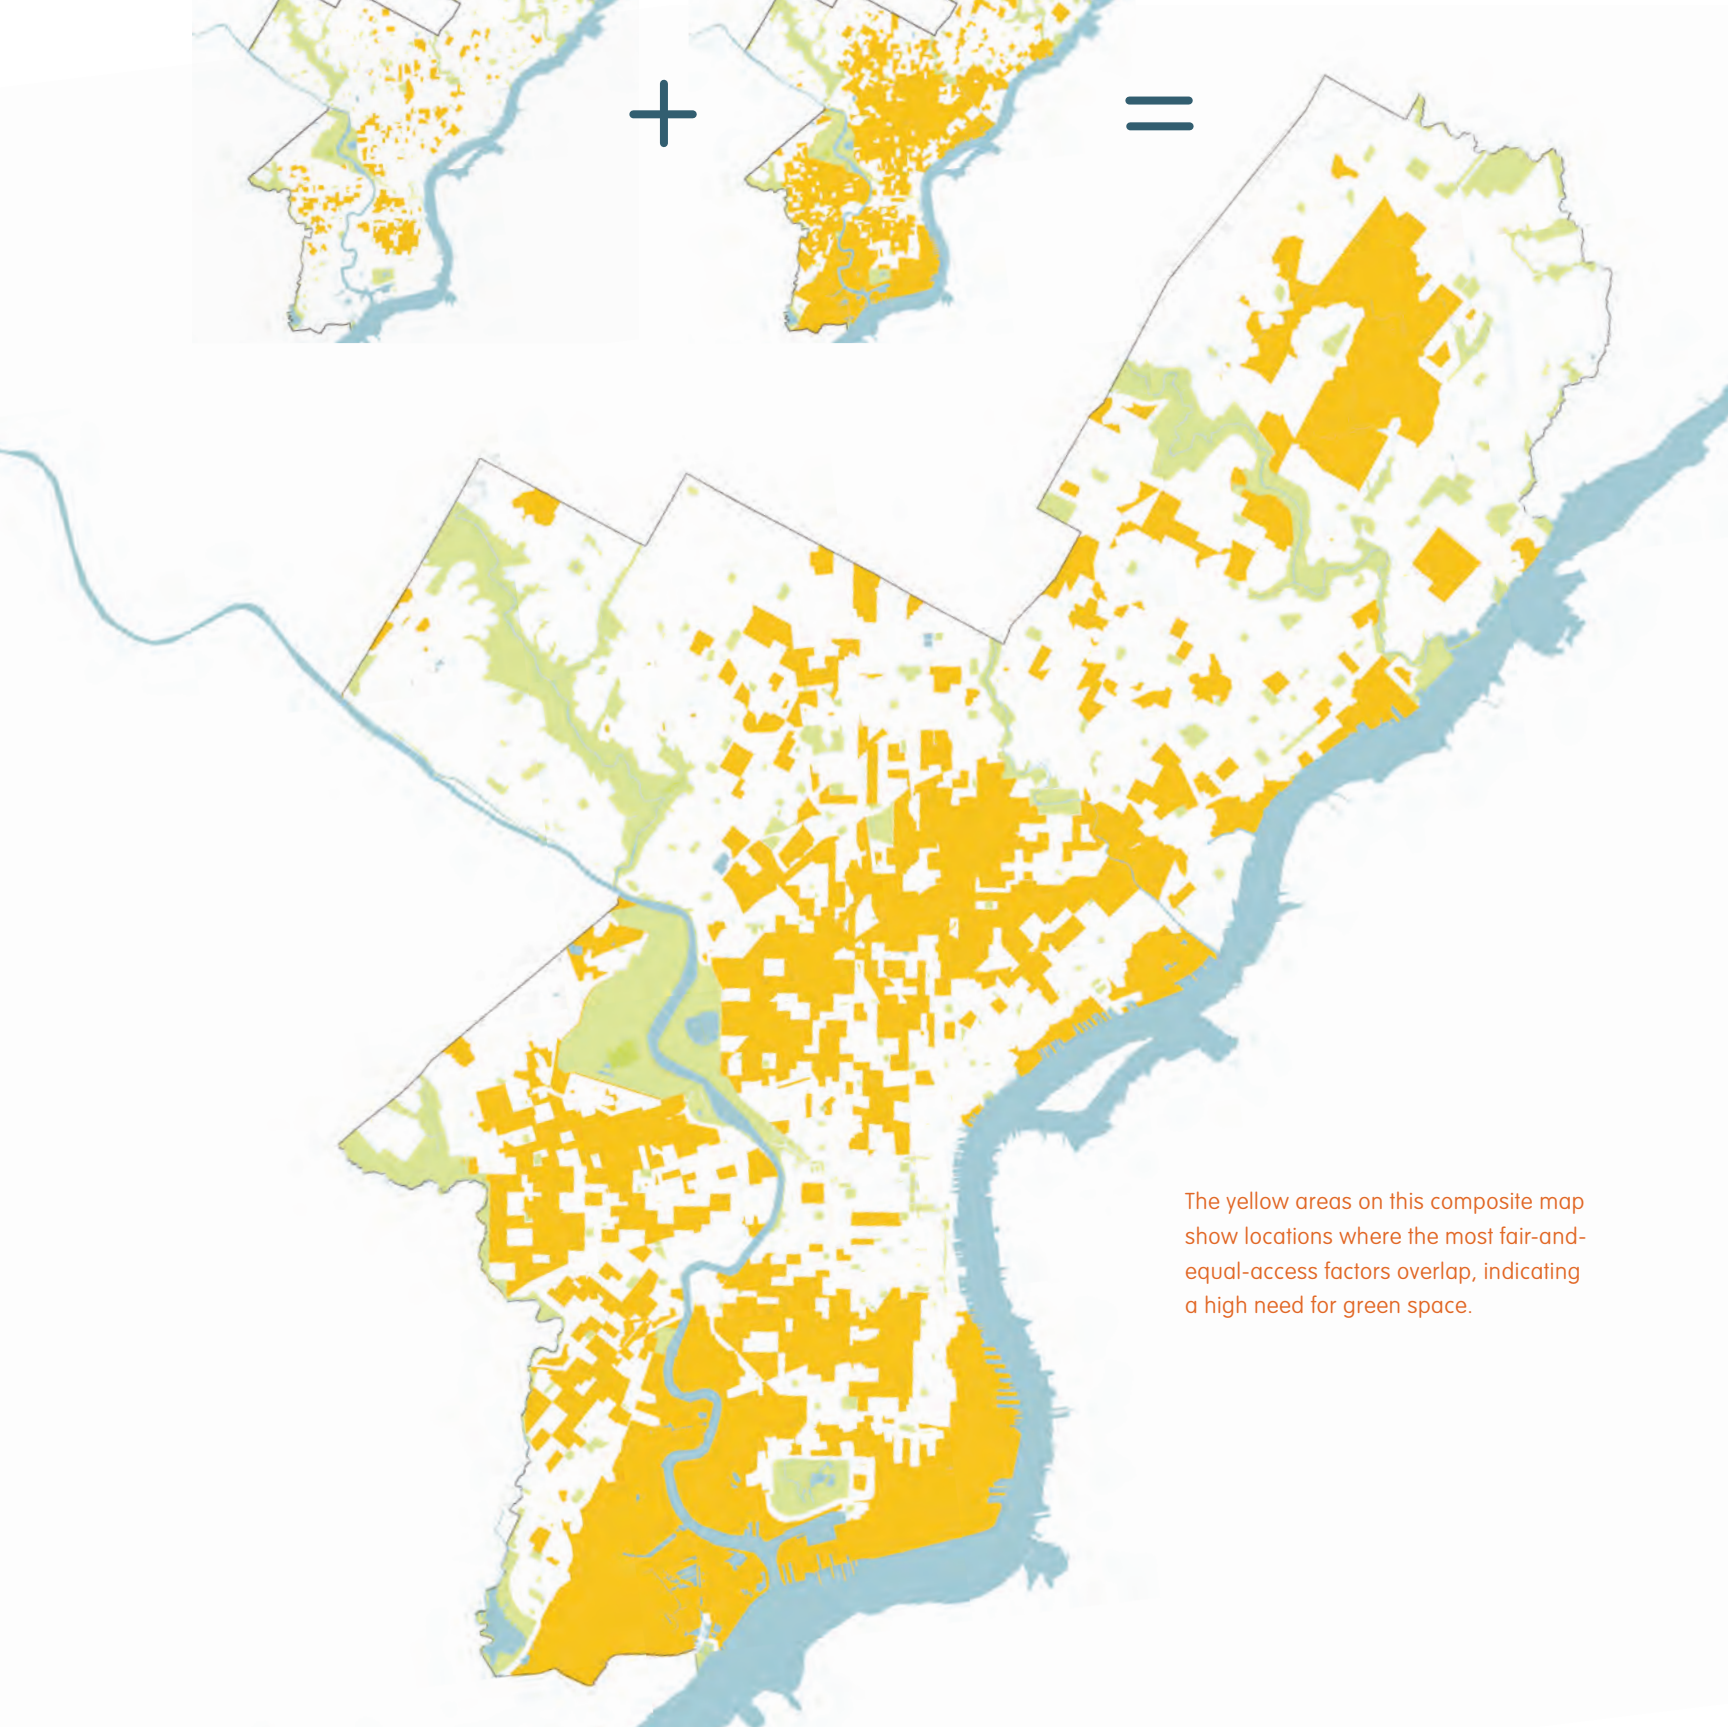 The yellow areas on this composite map
show locations where the most fair-and-
equal-access factors overlap, indicating
a high need for green space.